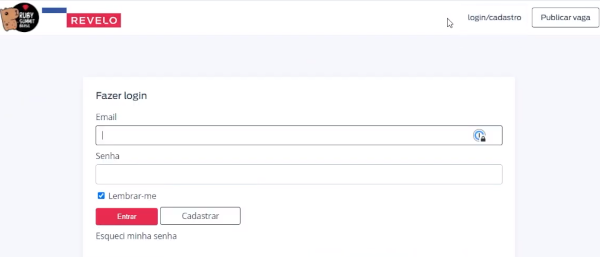 RUBY
SUMMIT
BRASIL
REVELO
login/cadastro
Publicar vaga
Fazer login
Email
Senha
Lembrar-me
Entrar
Cadastrar
Esqueci minha senha